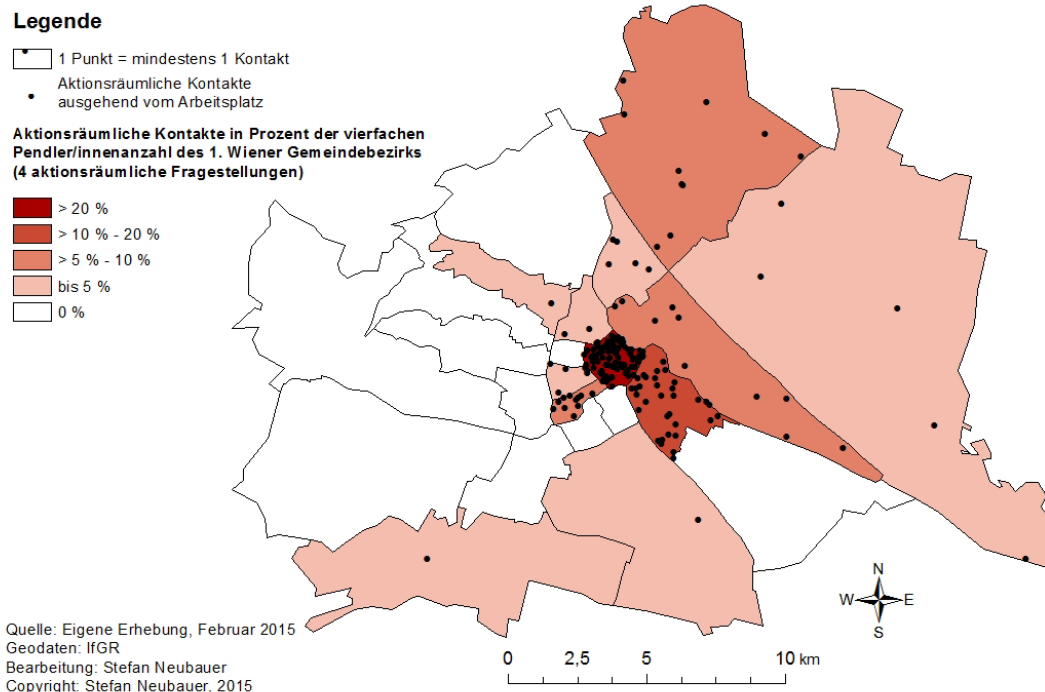 Legende
1 Punkt = mindestens 1 Kontakt
Aktionsräumliche Kontakte
ausgehend vom Arbeitsplatz
Aktionsräumliche Kontakte in Prozent der vierfachen
Pendler/innenanzahl des 1. Wiener Gemeindebezirks
(4 aktionsräumliche Fragestellungen)
> 20 %
> 10 % - 20 %
> 5 % - 10 %
bis 5 %
0 %
N
W E
S
Quelle: Eigene Erhebung, Februar 2015
Geodaten: IfGR
Bearbeitung: Stefan Neubauer
Copyright: Stefan Neubauer, 2015
0 2,5 5 10 km